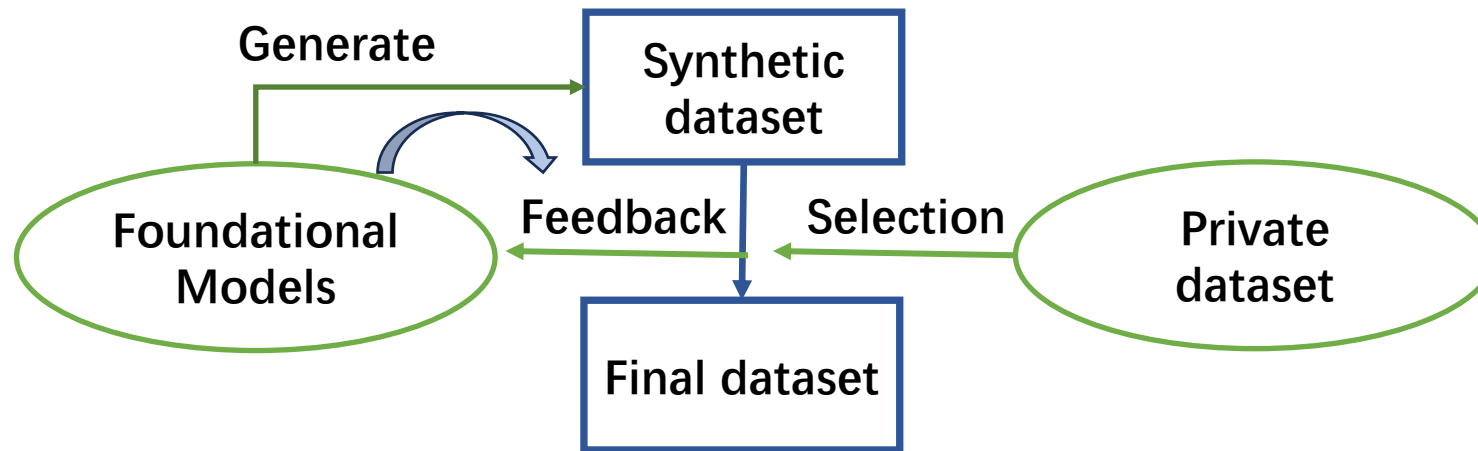 Generate
Synthetic
dataset
Foundational
Models
Feedback
Selection
Private
dataset
Final dataset